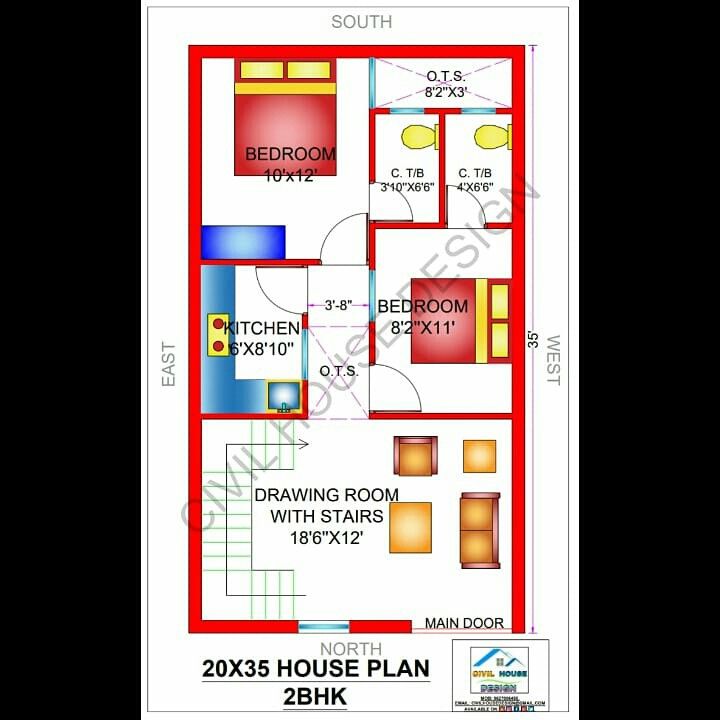 SOUTH
O.T.S.
8'2"X3'
BEDROOM
10'x12'
C. T/B
3'10"X6'6"
C. T/B
4'X6'6"
3'-8"
BEDROOM
8'2"X11'
KITCHEN
6'X8'10"
O.T.S.
EAST
WEST
35'
CIVIL HOUSE DESIGN
DRAWING ROOM
WITH STAIRS
18'6"X12'
MAIN DOOR
NORTH
20X35 HOUSE PLAN
2BHK
CIVIL HOUSE
DESIGN
AVAILABLE ON